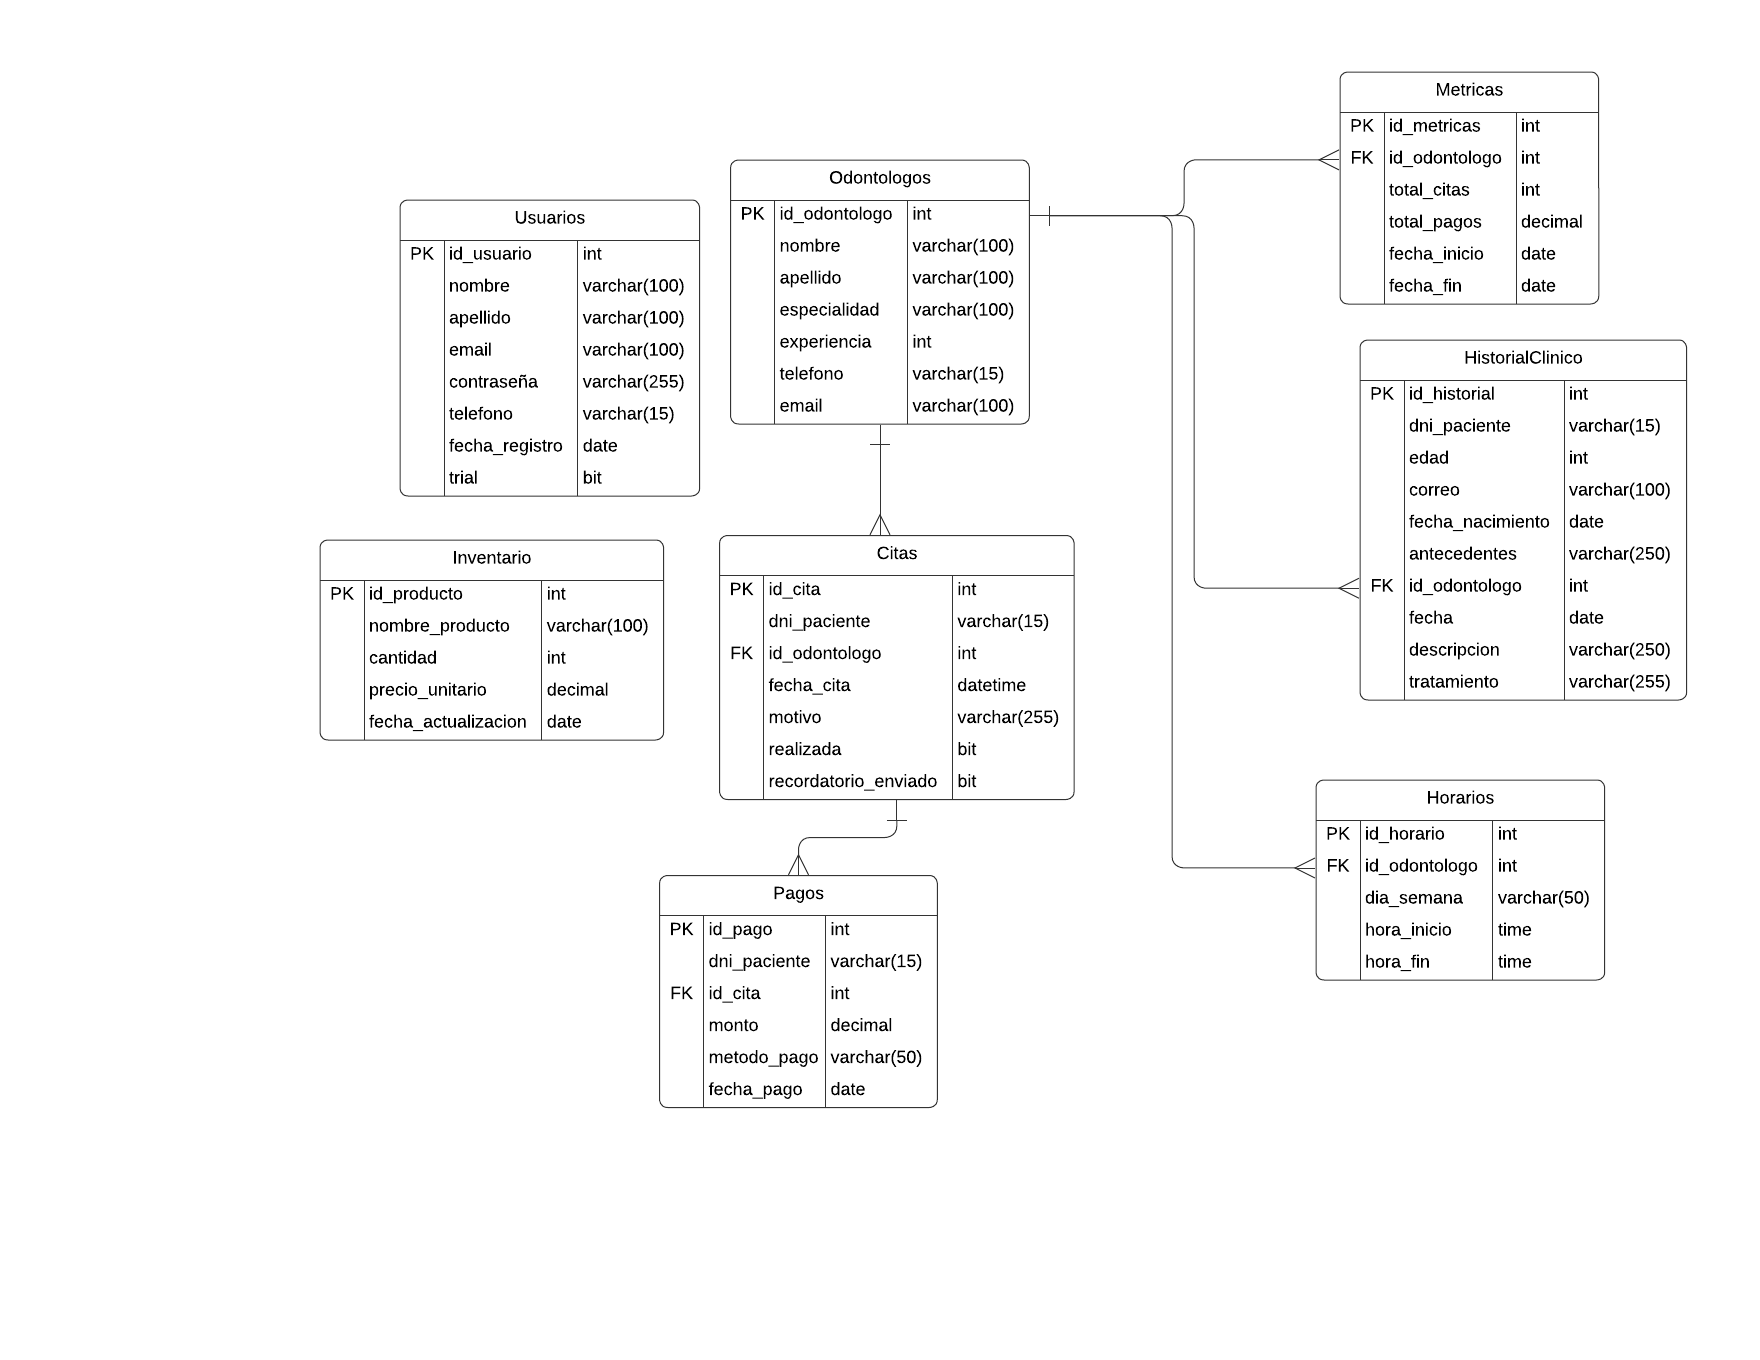 Usuarios
PK id_usuario int
nombre varchar(100)
apellido varchar(100)
email varchar(100)
contraseña varchar(255)
telefono varchar(15)
fecha_registro date
trial bit
Inventario
PK id_producto int
nombre_producto varchar(100)
cantidad int
precio_unitario decimal
fecha_actualizacion date
Odontologos
PK id_odontologo int
nombre varchar(100)
apellido varchar(100)
especialidad varchar(100)
experiencia int
telefono varchar(15)
email varchar(100)
Citas
PK id_cita int
dni_paciente varchar(15)
FK id_odontologo int
fecha_cita datetime
motivo varchar(255)
realizada bit
recordatorio_enviado bit
Pagos
PK id_pago int
dni_paciente varchar(15)
FK id_cita int
monto decimal
metodo_pago varchar(50)
fecha_pago date
Metricas
PK id_metricas int
FK id_odontologo int
total_citas int
total_pagos decimal
fecha_inicio date
fecha_fin date
HistorialClinico
PK id_historial int
dni_paciente varchar(15)
edad int
correo varchar(100)
fecha_nacimiento date
antecedentes varchar(250)
FK id_odontologo int
fecha date
descripcion varchar(250)
tratamiento varchar(255)
Horarios
PK id_horario int
FK id_odontologo int
dia_semana varchar(50)
hora_inicio time
hora_fin time